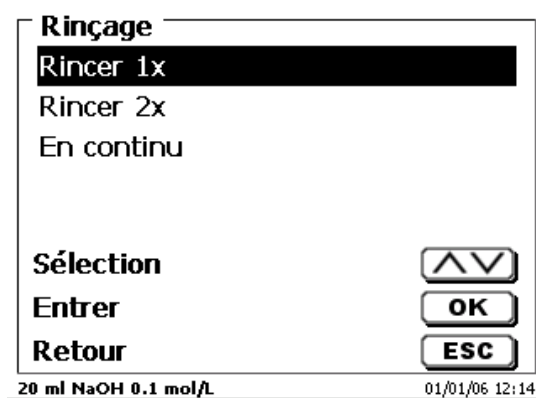 Rinçage
Rincer 1x
Rincer 2x
En continu
Sélection
Entrer OK
Retour ESC
20 ml NaOH 0.1 mol/L 01/01/06 12:14